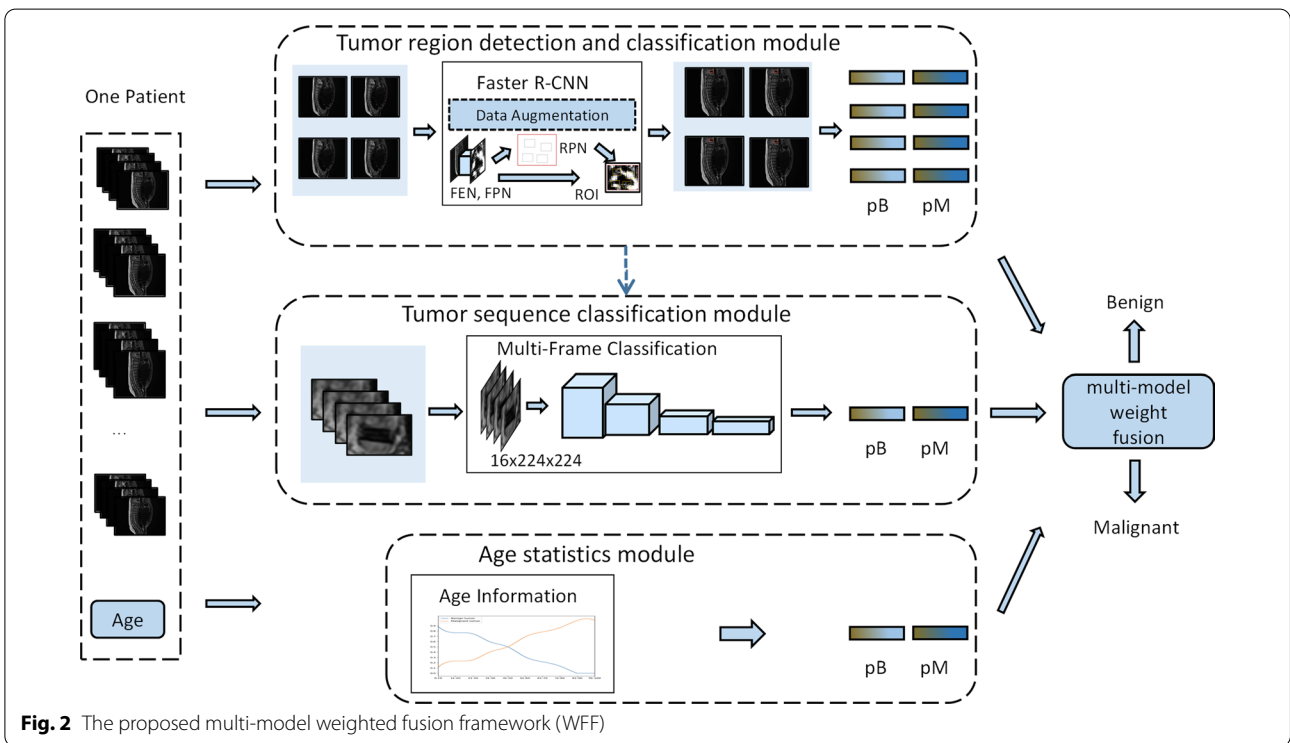 Tumor region detection and classification module
One Patient
Faster R-CNN
Data Augmentation
RPN
FEN, FPN
ROI
pB pM
Tumor sequence classification module
Multi-Frame Classification
16x224x224
pB pM
...
Benign
multi-model
weight
fusion
Malignant
Age statistics module
Age Information
Age
pB pM
Fig. 2 The proposed multi-model weighted fusion framework (WFF)